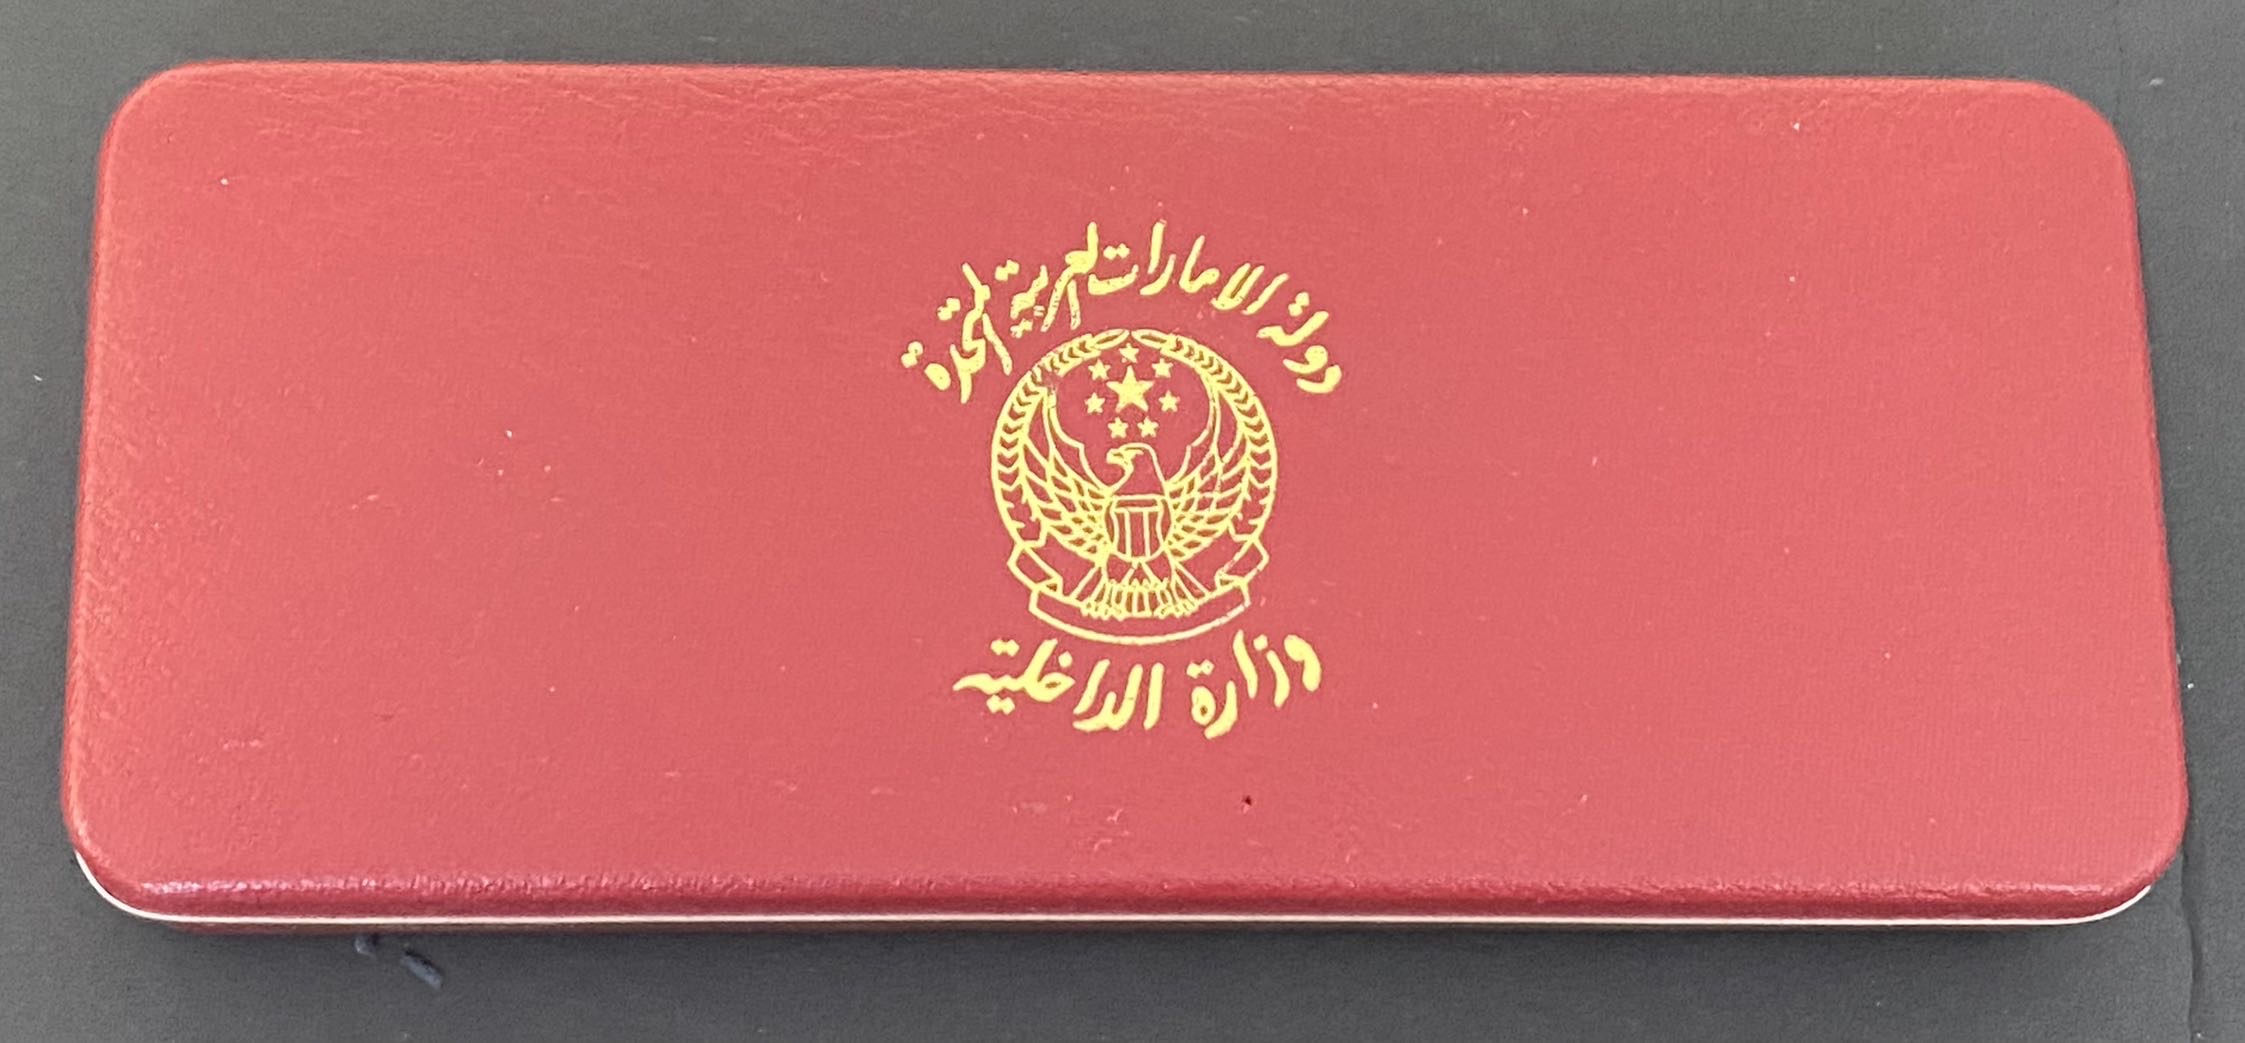 دولة الامارات العربية المتحدة
وزارة الداخلية